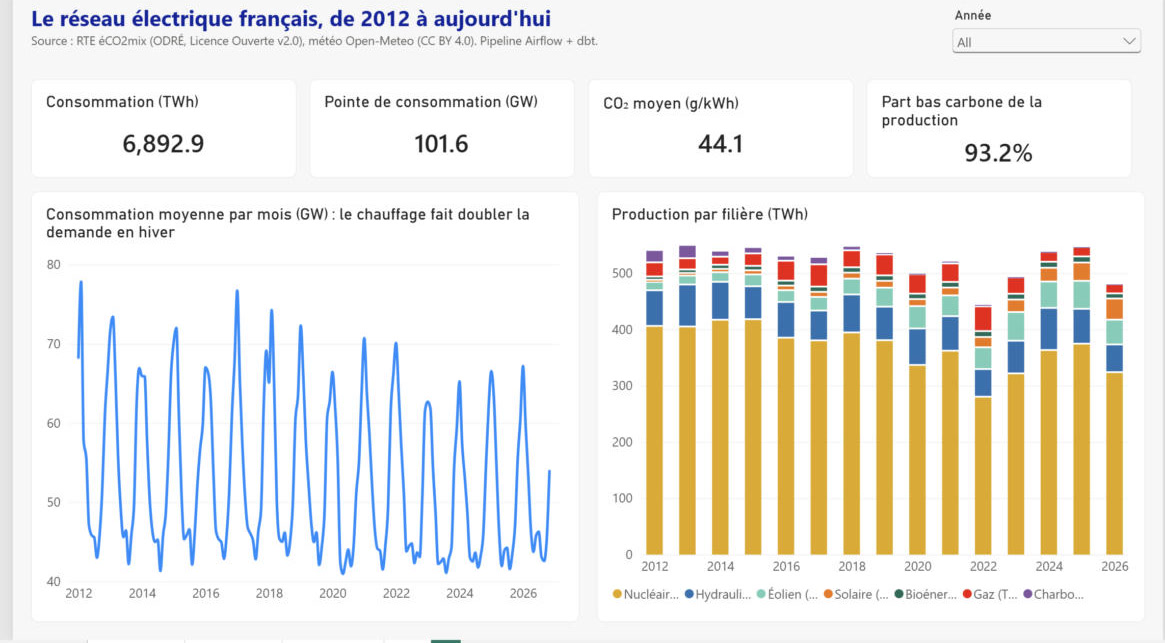 Le réseau électrique français, de 2012 à aujourd'hui
Source : RTE éCO2mix (ODRÉ, Licence Ouverte v2.0), météo Open-Meteo (CC BY 4.0). Pipeline Airflow + dbt.
Année
All
Consommation (TWh)
6,892.9
Pointe de consommation (GW)
101.6
CO₂ moyen (g/kWh)
44.1
Part bas carbone de la
production
93.2%
Consommation moyenne par mois (GW) : le chauffage fait doubler la
demande en hiver
80
70
60
50
40
2012 2014 2016 2018 2020 2022 2024 2026
Production par filière (TWh)
500
400
300
200
100
0
2012 2014 2016 2018 2020 2022 2024 2026
Nucléair... Hydrauli... Éolien (... Solaire (... Bioéner... Gaz (T... Charbo...